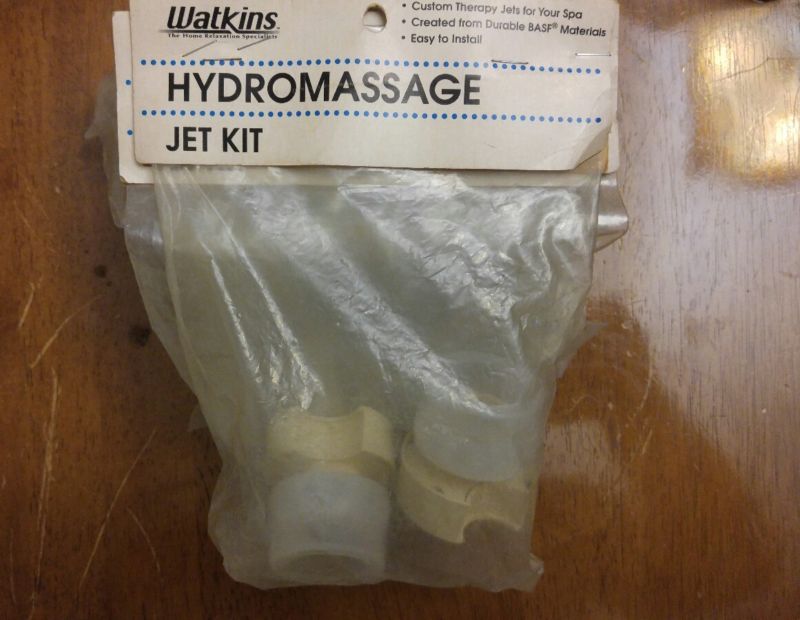 Watkins
The Home Relaxation Specialists
• Custom Therapy Jets for Your Spa
• Created from Durable BASF® Materials
• Easy to Install
HYDROMASSAGE
JET KIT